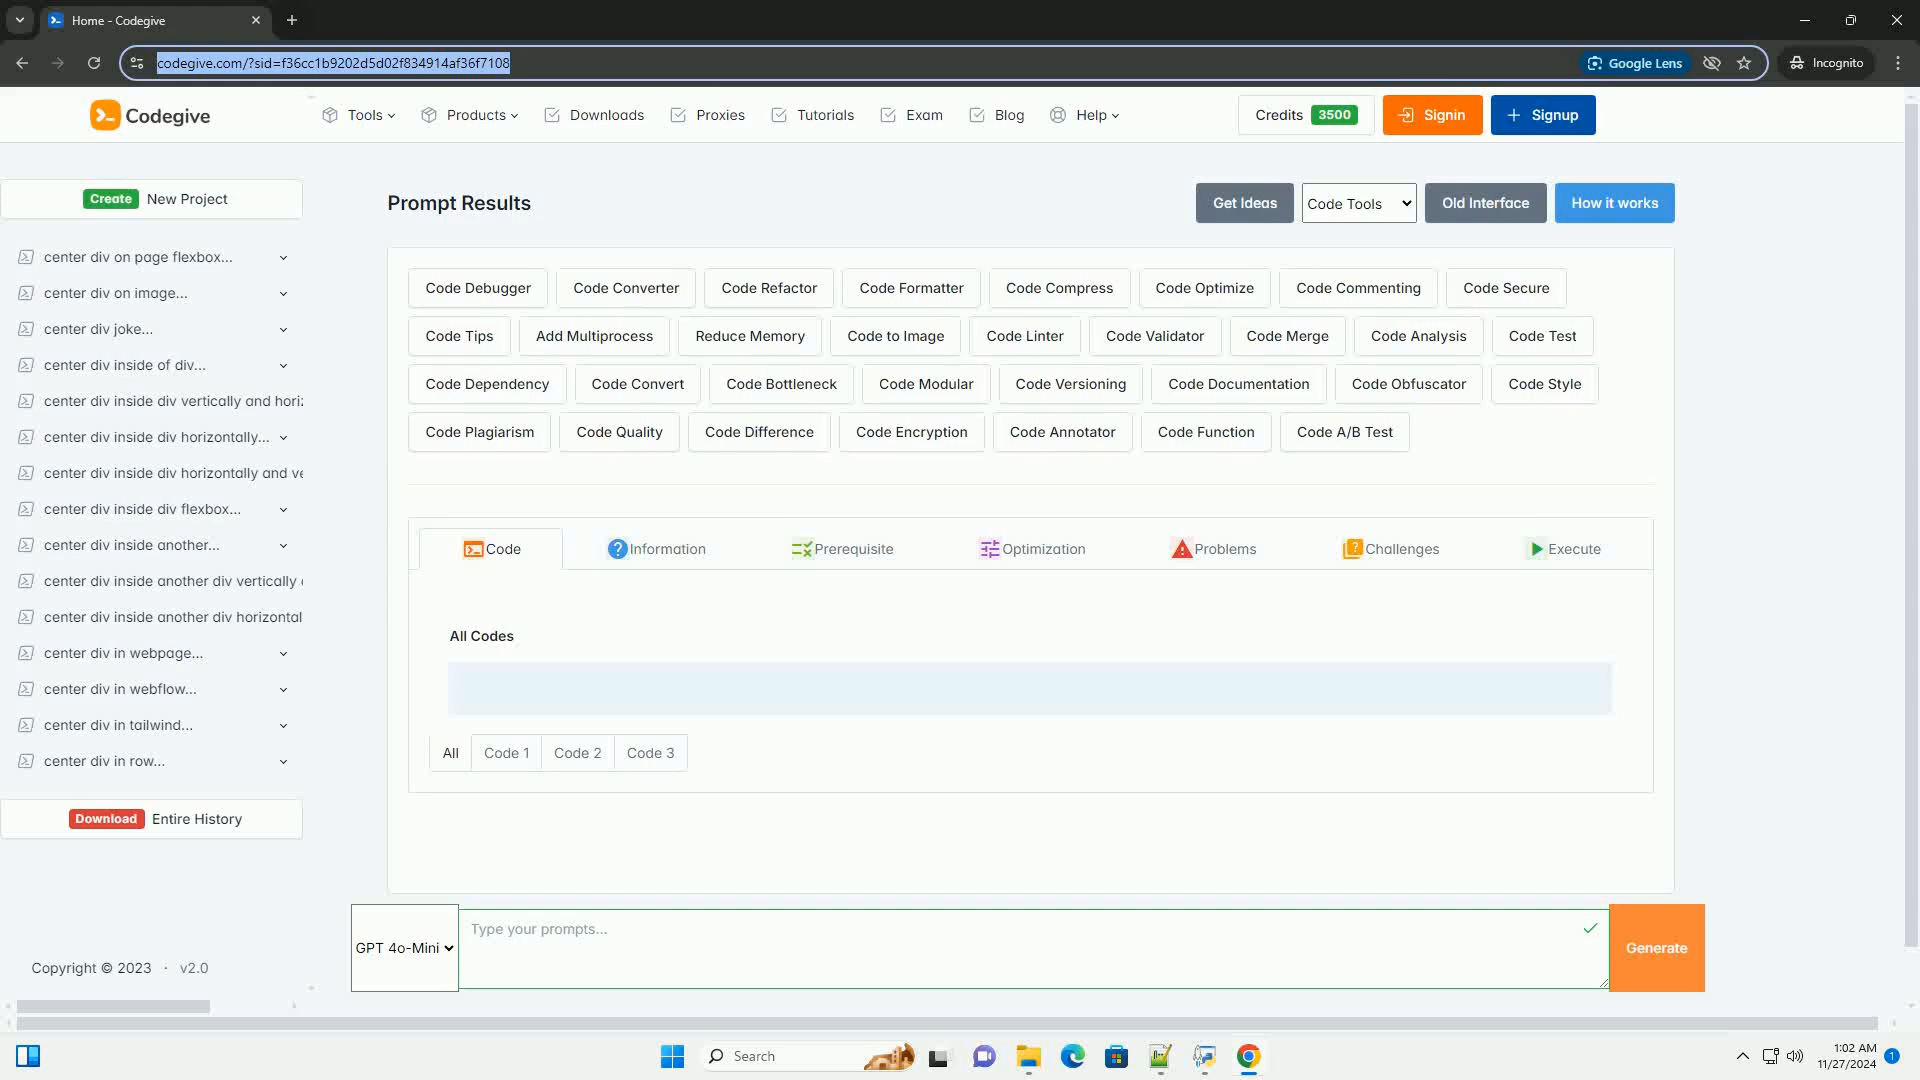 Home - Codegive
codegive.com/?sid=f36cc1b9202d5d02f834914af36f7108
Google Lens
Incognito
Codegive
Tools
Products
Downloads
Proxies
Tutorials
Exam
Blog
Help
Credits 3500
Signin
Signup
Create New Project
center div on page flexbox...
center div on image...
center div joke...
center div inside of div...
center div inside div vertically and hori
center div inside div horizontally...
center div inside div horizontally and ve
center div inside div flexbox...
center div inside another...
center div inside another div vertically
center div inside another div horizontal
center div in webpage...
center div in webflow...
center div in tailwind...
center div in row...
Download Entire History
Copyright © 2023 · v2.0
Prompt Results
Get Ideas
Code Tools
Old Interface
How it works
Code Debugger
Code Converter
Code Refactor
Code Formatter
Code Compress
Code Optimize
Code Commenting
Code Secure
Code Tips
Add Multiprocess
Reduce Memory
Code to Image
Code Linter
Code Validator
Code Merge
Code Analysis
Code Test
Code Dependency
Code Convert
Code Bottleneck
Code Modular
Code Versioning
Code Documentation
Code Obfuscator
Code Style
Code Plagiarism
Code Quality
Code Difference
Code Encryption
Code Annotator
Code Function
Code A/B Test
Code
Information
Prerequisite
Optimization
Problems
Challenges
Execute
All Codes
All
Code 1
Code 2
Code 3
GPT 4o-Mini
Type your prompts...
Generate
Search
1:02 AM
11/27/2024
1